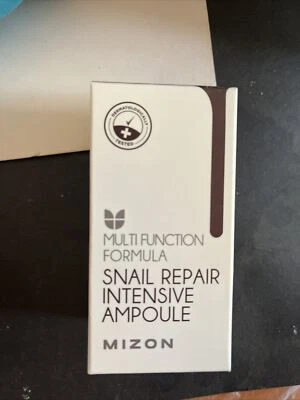 DERMATOLOGICALLY
TESTED
MULTI FUNCTION
FORMULA
SNAIL REPAIR
INTENSIVE
AMPOULE
MIZON